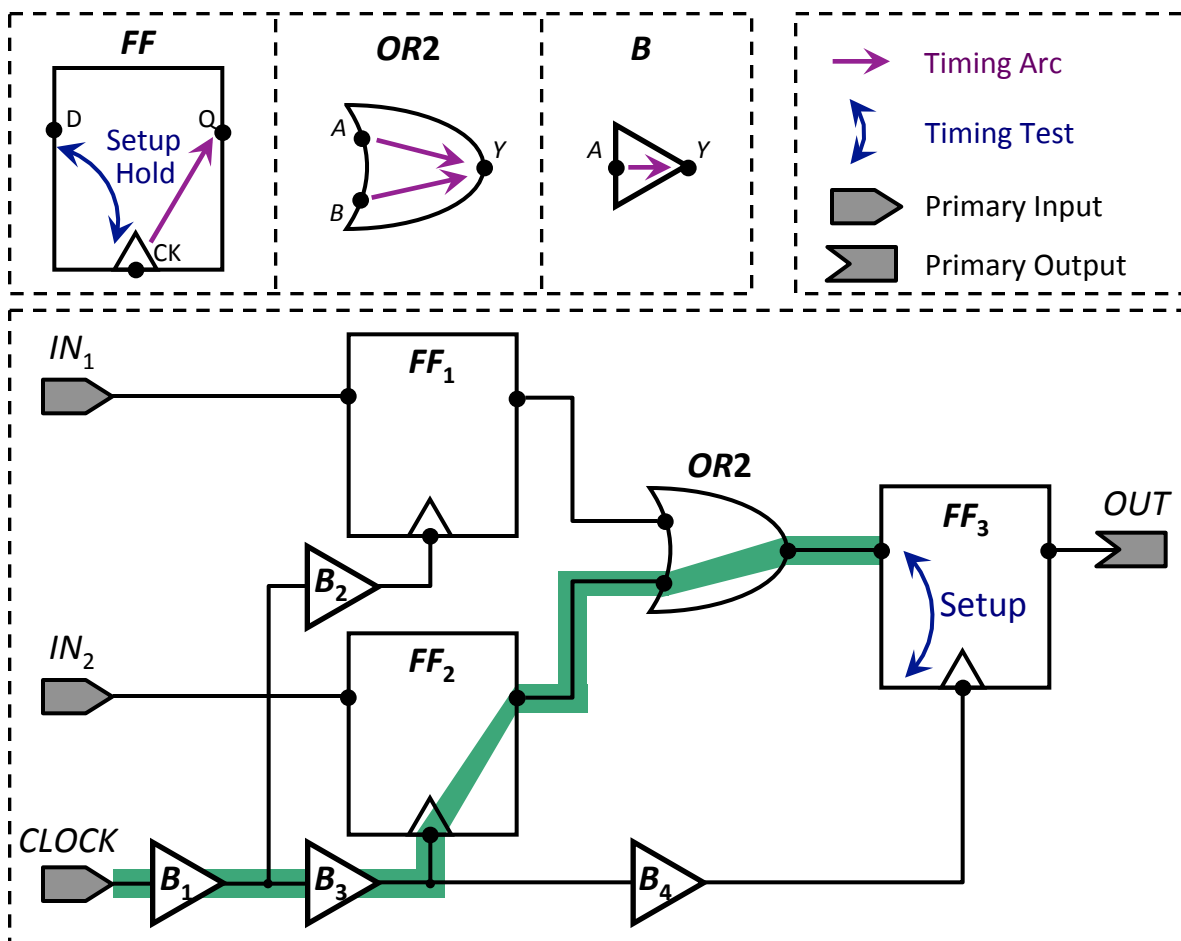 FF
D
Q
Setup
Hold
CK
OR2
A
B
Y
B
A
Y
Timing Arc
Timing Test
Primary Input
Primary Output
IN1
FF1
OR2
FF3
OUT
B2
Setup
IN2
FF2
CLOCK
B1
B3
B4